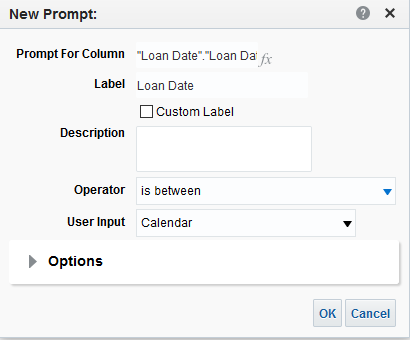 New Prompt:
Prompt For Column "Loan Date"."Loan Da fx
Label Loan Date
Custom Label
Description
Operator is between
User Input Calendar
Options
OK Cancel